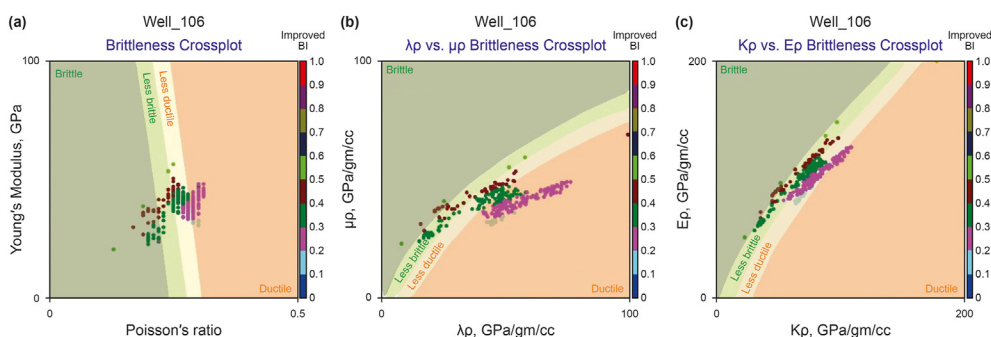 (a)
Well_106
Brittleness Crossplot
Improved
BI
100
Brittle
Less brittle
Less ductile
Ductile
Young's Modulus, GPa
0
0
0.5
Poisson's ratio
1.0
0.9
0.8
0.7
0.6
0.5
0.4
0.3
0.2
0.1
0
(b)
Well_106
λρ vs. μρ Brittleness Crossplot
Improved
BI
100
Brittle
Less brittle
Less ductile
Ductile
μρ, GPa/gm/cc
0
0
100
λρ, GPa/gm/cc
1.0
0.9
0.8
0.7
0.6
0.5
0.4
0.3
0.2
0.1
0
(c)
Well_106
Kρ vs. Eρ Brittleness Crossplot
Improved
BI
200
Brittle
Less brittle
Less ductile
Ductile
Eρ, GPa/gm/cc
0
0
200
Kρ, GPa/gm/cc
1.0
0.9
0.8
0.7
0.6
0.5
0.4
0.3
0.2
0.1
0